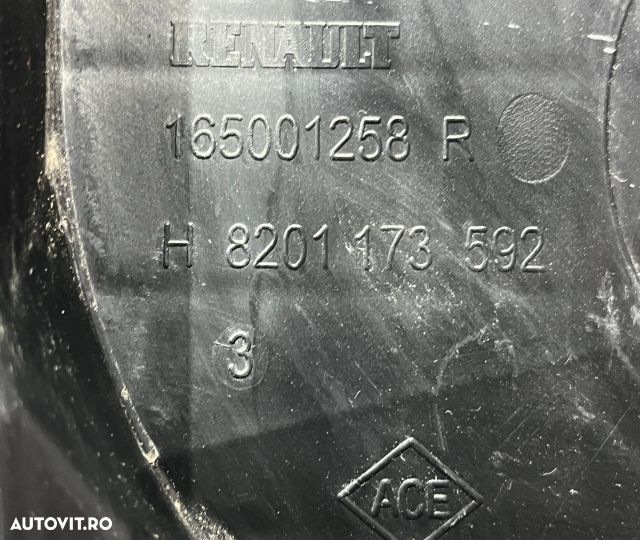 RENAULT
165001258 R
H 8201 173 592
3
ACE
AUTOVIT.RO